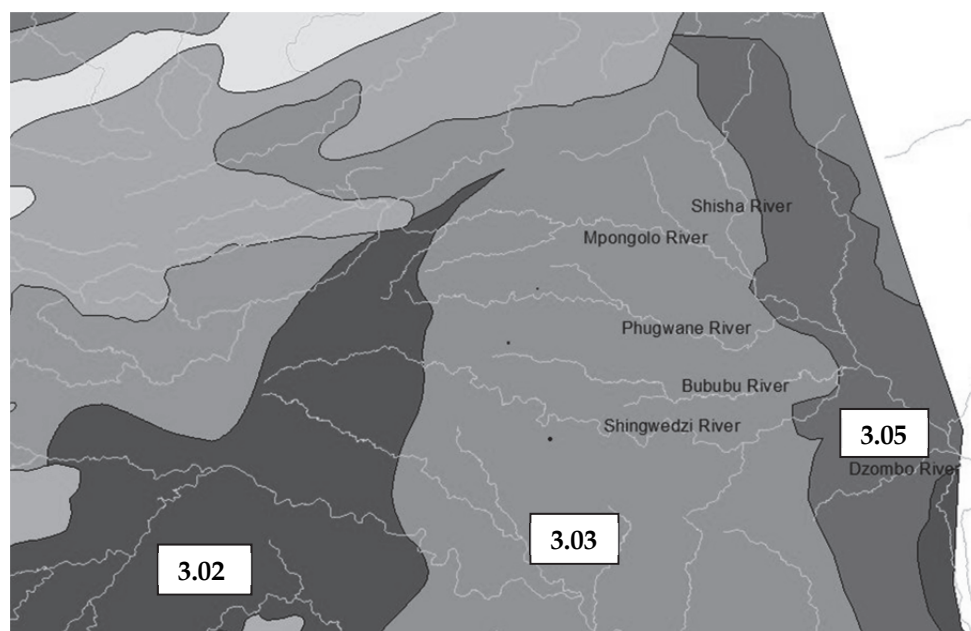 Shisha River
Mpongolo River
Phugwane River
Bububu River
Shingwedzi River
3.05
Dzombo River
3.03
3.02